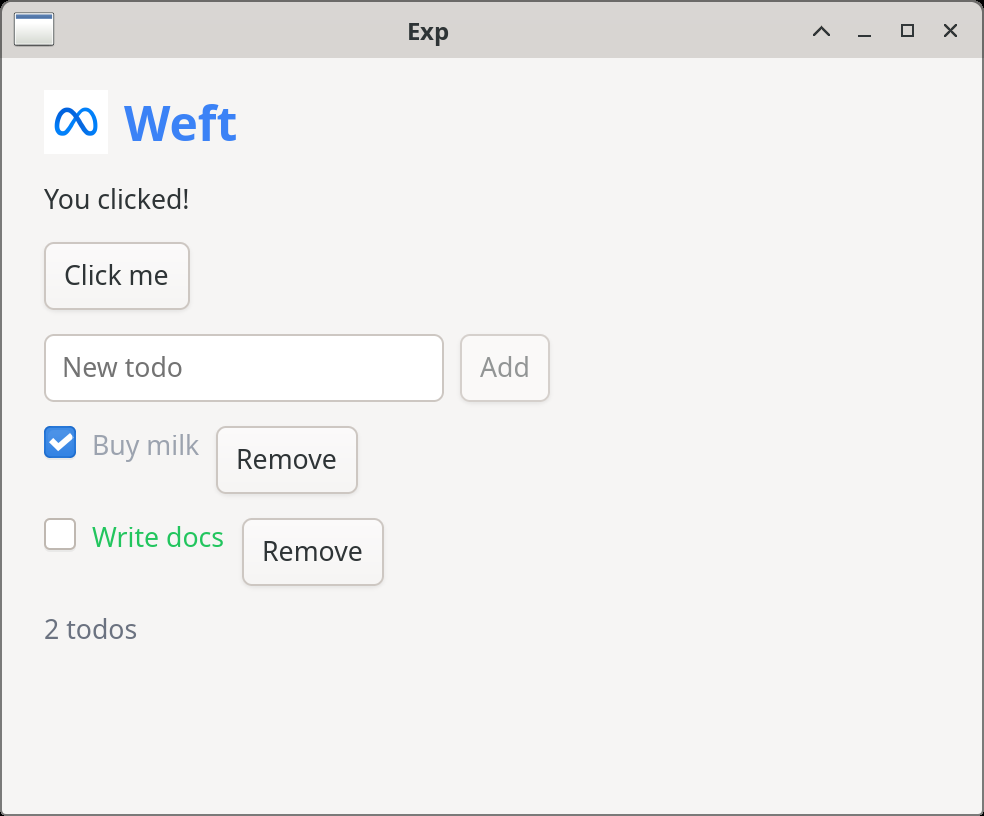 Exp
Weft
You clicked!
Click me
New todo Add
Buy milk Remove
Write docs Remove
2 todos